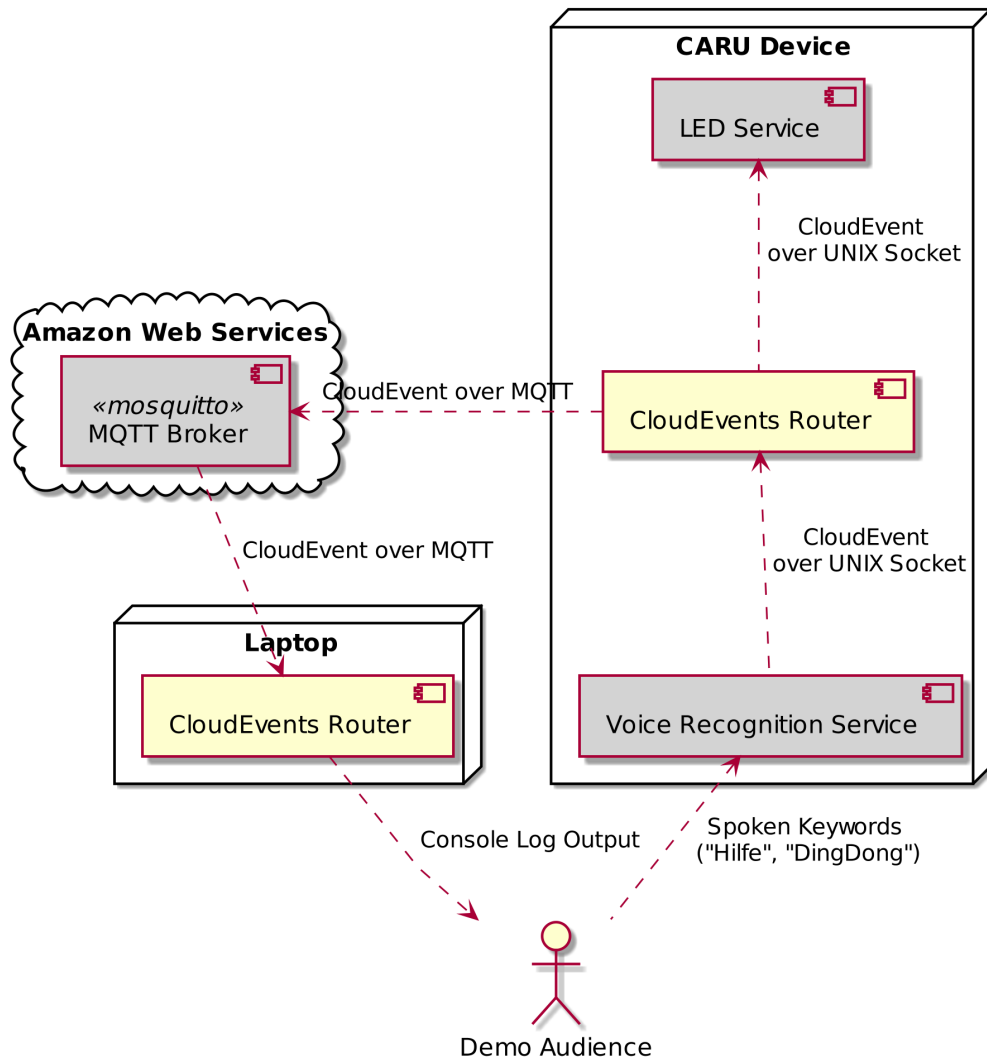 CARU Device
LED Service
CloudEvent
over UNIX Socket
Amazon Web Services
«mosquitto»
MQTT Broker
CloudEvent over MQTT
CloudEvents Router
CloudEvent
over UNIX Socket
CloudEvent over MQTT
Laptop
CloudEvents Router
Voice Recognition Service
Console Log Output
Spoken Keywords
("Hilfe", "DingDong")
Demo Audience